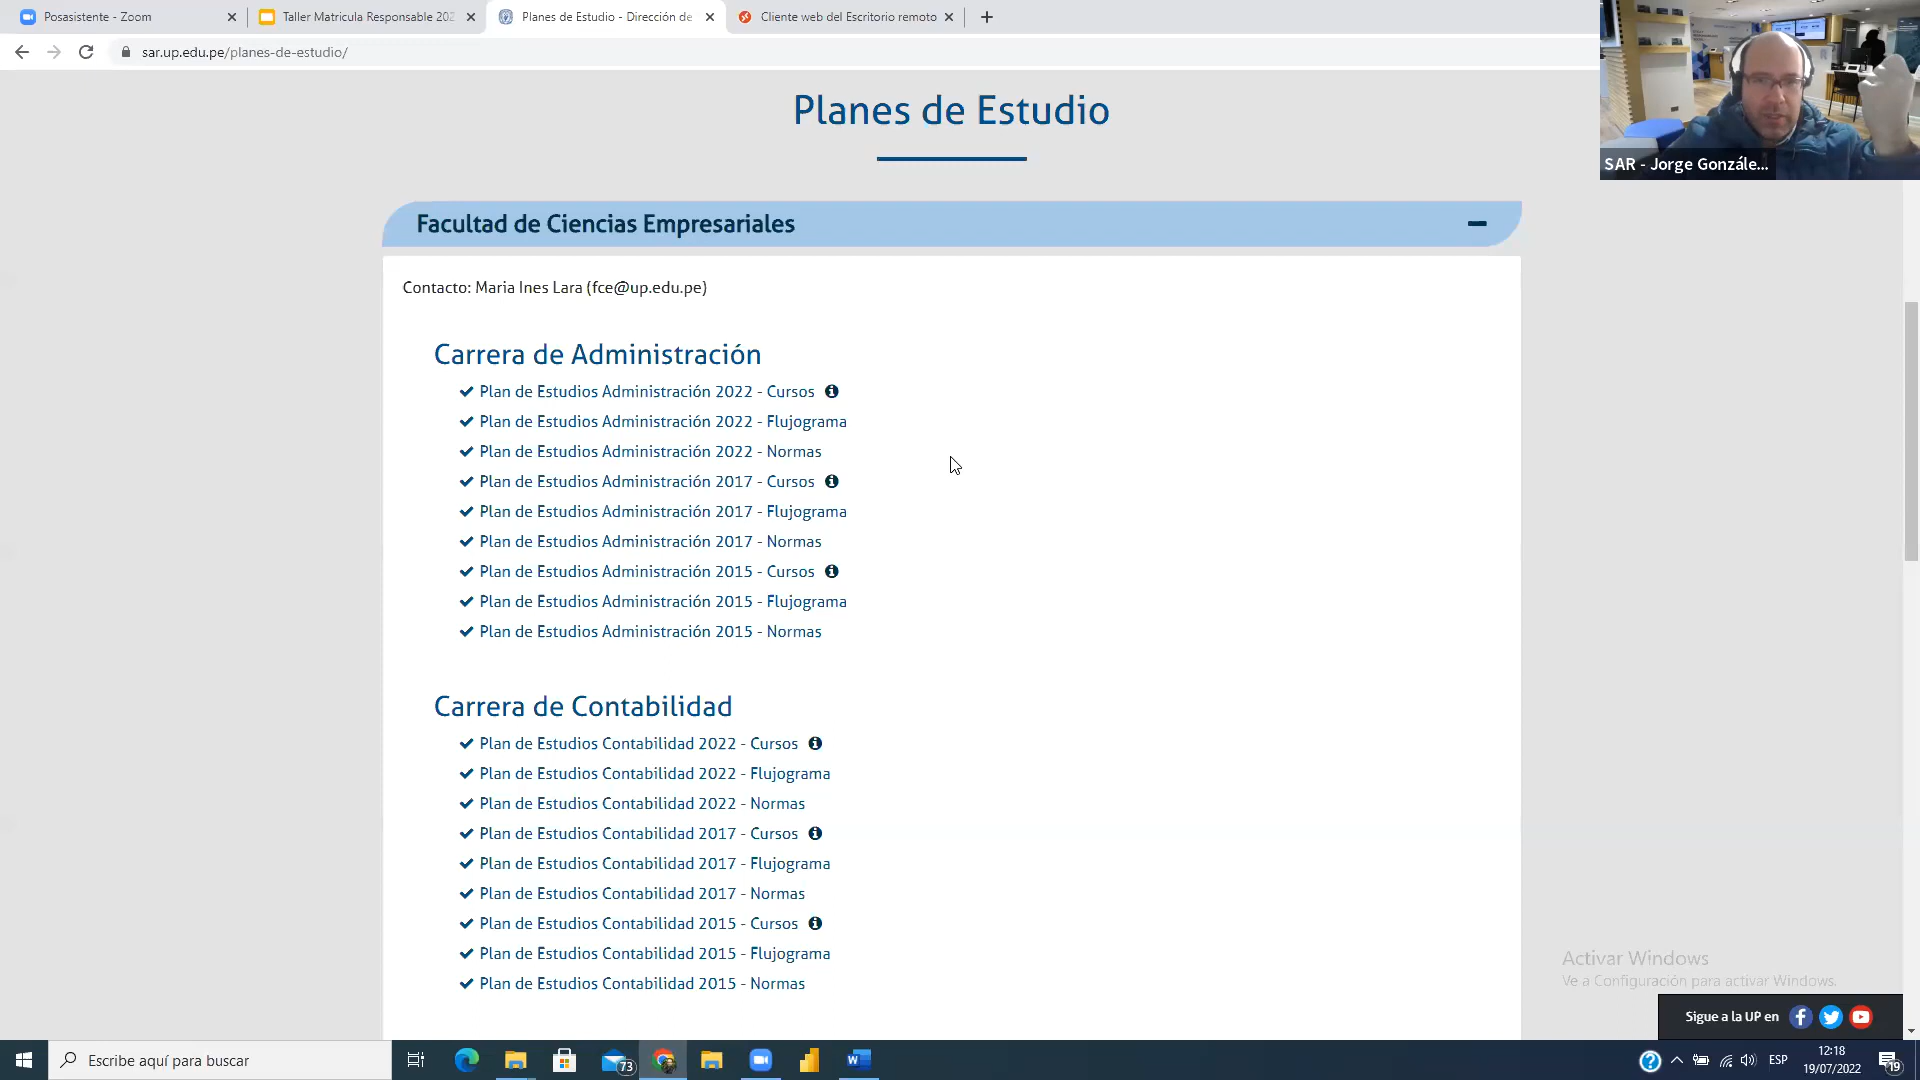 Posasistente - Zoom
Taller Matricula Responsable 202
Planes de Estudio - Dirección de
Cliente web del Escritorio remoto
sar.up.edu.pe/planes-de-estudio/
SAR - Jorge Gonzále...
Planes de Estudio
Facultad de Ciencias Empresariales
Contacto: Maria Ines Lara (fce@up.edu.pe)
Carrera de Administración
Plan de Estudios Administración 2022 - Cursos
Plan de Estudios Administración 2022 - Flujograma
Plan de Estudios Administración 2022 - Normas
Plan de Estudios Administración 2017 - Cursos
Plan de Estudios Administración 2017 - Flujograma
Plan de Estudios Administración 2017 - Normas
Plan de Estudios Administración 2015 - Cursos
Plan de Estudios Administración 2015 - Flujograma
Plan de Estudios Administración 2015 - Normas
Carrera de Contabilidad
Plan de Estudios Contabilidad 2022 - Cursos
Plan de Estudios Contabilidad 2022 - Flujograma
Plan de Estudios Contabilidad 2022 - Normas
Plan de Estudios Contabilidad 2017 - Cursos
Plan de Estudios Contabilidad 2017 - Flujograma
Plan de Estudios Contabilidad 2017 - Normas
Plan de Estudios Contabilidad 2015 - Cursos
Plan de Estudios Contabilidad 2015 - Flujograma
Plan de Estudios Contabilidad 2015 - Normas
Activar Windows
Ve a Configuración para activar Windows.
Sigue a la UP en
Escribe aquí para buscar
73
ESP
12:18
19/07/2022
19